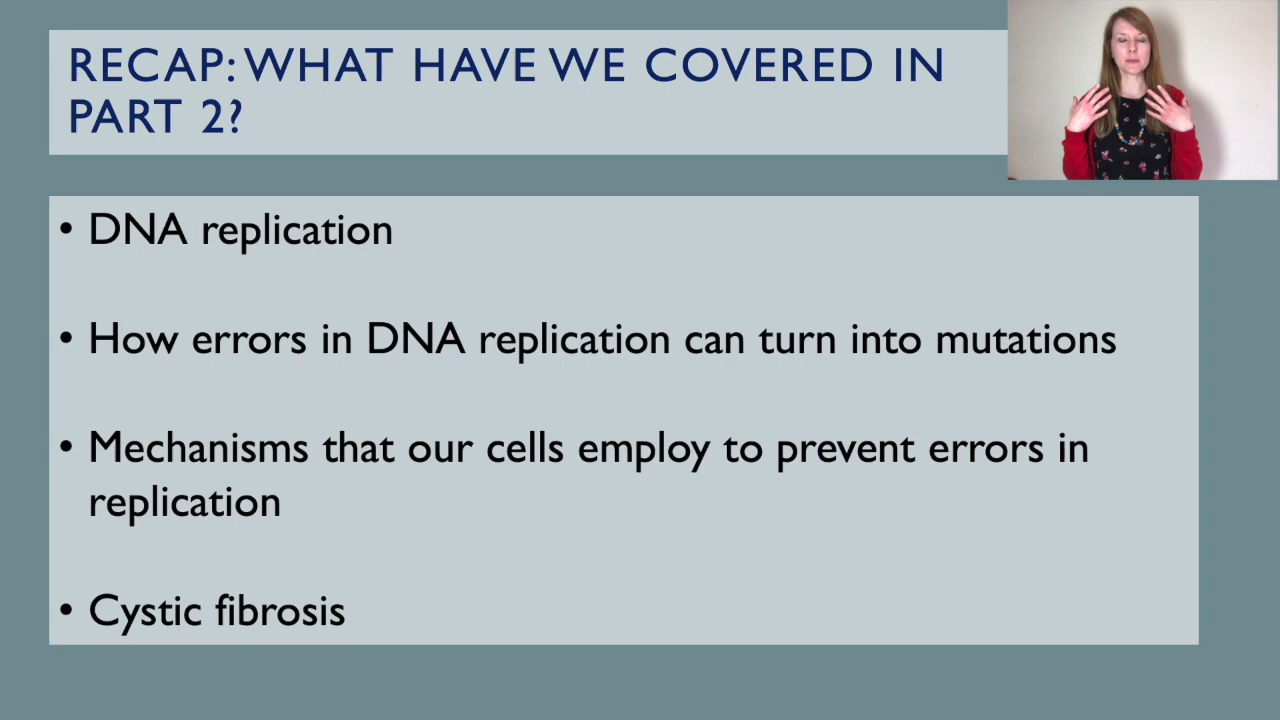 RECAP: WHAT HAVE WE COVERED IN
PART 2?
• DNA replication
• How errors in DNA replication can turn into mutations
• Mechanisms that our cells employ to prevent errors in
replication
• Cystic fibrosis